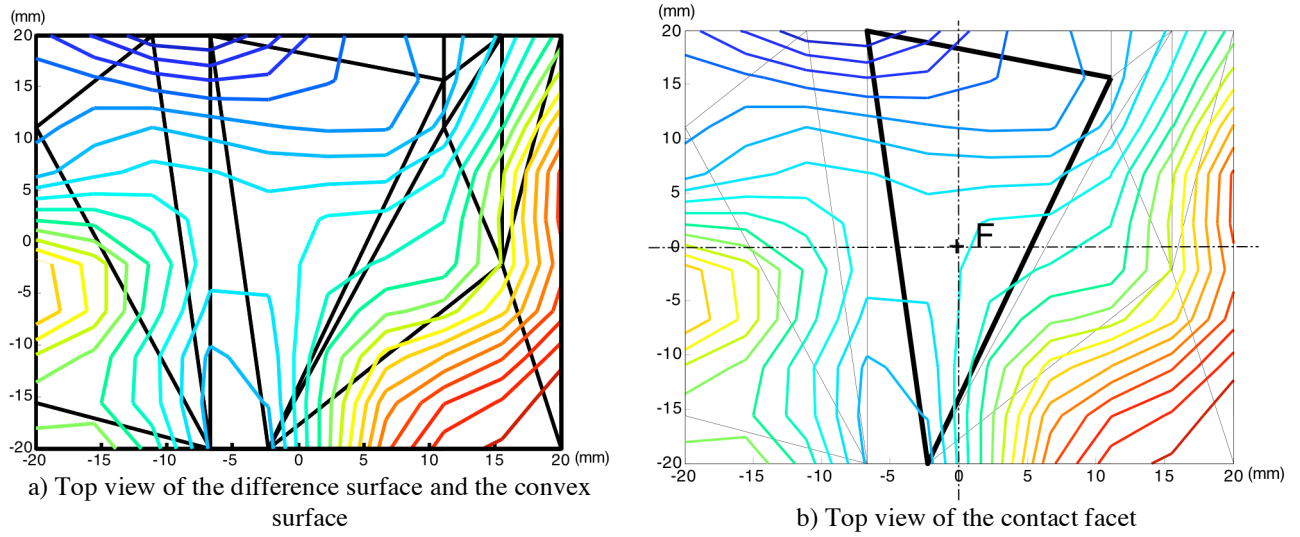 (mm)
20
15
10
5
0
-5
-10
-15
-20
-20 -15 -10 -5 0 5 10 15 20 (mm)
a) Top view of the difference surface and the convex
surface
(mm)
20
15
10
5
0
-5
-10
-15
-20
F
-20 -15 -10 -5 0 5 10 15 20 (mm)
b) Top view of the contact facet